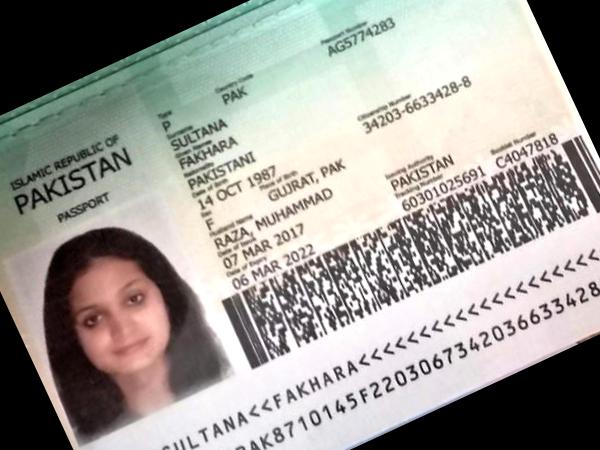 ISLAMIC REPUBLIC OF
PAKISTAN
PASSPORT
Type
P
Country Code
PAK
Passport Number
AG5774283
Surname
SULTANA
Given Names
FAKHARA
Nationality
PAKISTANI
Citizenship Number
34203-6633428-8
Date of Birth
14 OCT 1987
Sex
F
Place of Birth
GUJRAT, PAK
Husband Name
RAZA, MUHAMMAD
Date of Issue
07 MAR 2017
Date of Expiry
06 MAR 2022
Issuing Authority
PAKISTAN
Tracking Number
60301025691
Booklet Number
C4047818
SULTANA<<FAKHARA<<<<<<<<<<<<<<<<<<<<<
PAK8710145F2203067342036633428